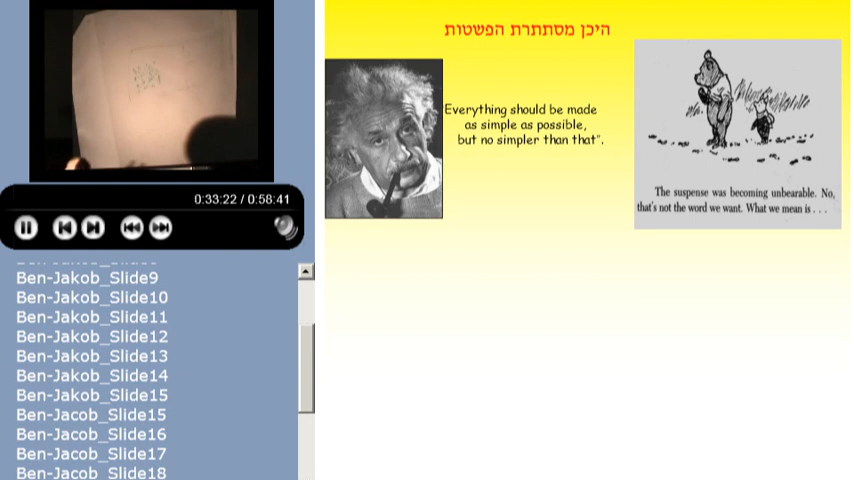 0:33:22 / 0:58:41
Ben-Jakob_Slide9
Ben-Jakob_Slide10
Ben-Jakob_Slide11
Ben-Jakob_Slide12
Ben-Jakob_Slide13
Ben-Jakob_Slide14
Ben-Jakob_Slide15
Ben-Jacob_Slide15
Ben-Jacob_Slide16
Ben-Jacob_Slide17
Ben-Jacob_Slide18
היכן מסתתרת הפשטות
Everything should be made
as simple as possible,
but no simpler than that”.
The suspense was becoming unbearable. No,
that's not the word we want. What we mean is . . .